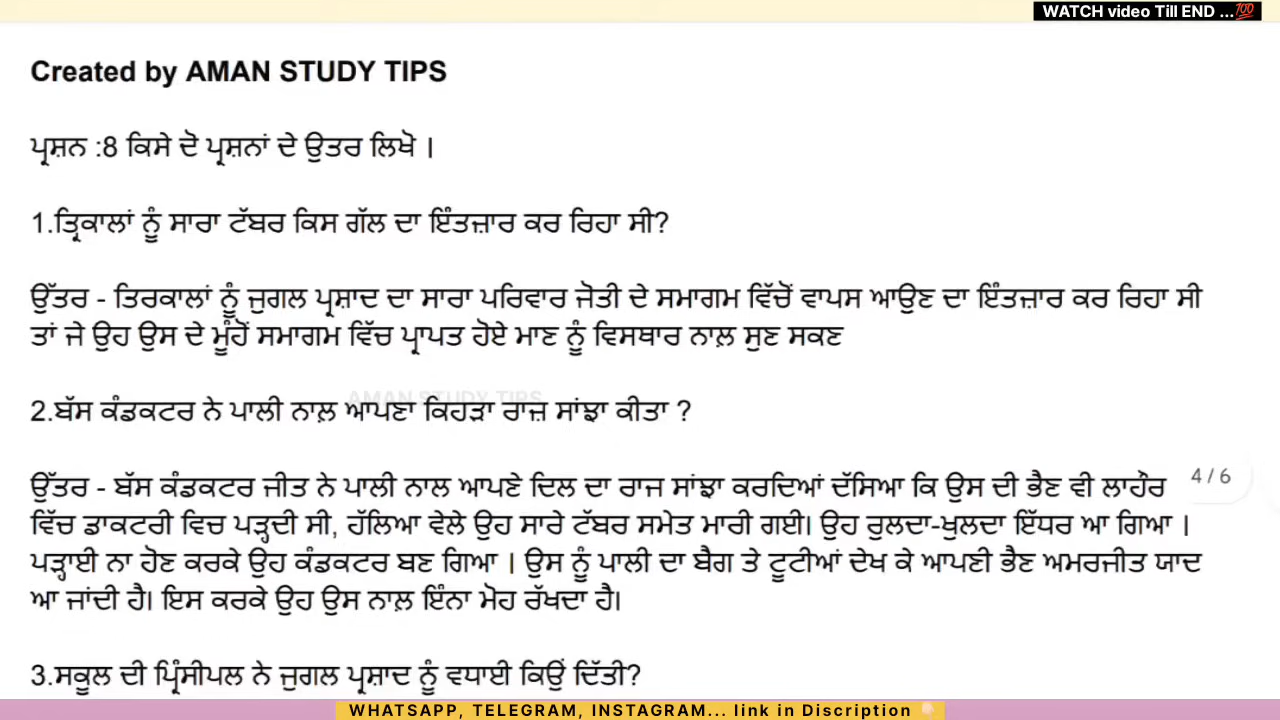 WATCH video Till END ...💯
Created by AMAN STUDY TIPS
ਪ੍ਰਸ਼ਨ :8 ਕਿਸੇ ਦੋ ਪ੍ਰਸ਼ਨਾਂ ਦੇ ਉਤਰ ਲਿਖੋ ।
1.ਤ੍ਰਿਕਾਲਾਂ ਨੂੰ ਸਾਰਾ ਟੱਬਰ ਕਿਸ ਗੱਲ ਦਾ ਇੰਤਜ਼ਾਰ ਕਰ ਰਿਹਾ ਸੀ?
ਉੱਤਰ - ਤਿਰਕਾਲਾਂ ਨੂੰ ਜੁਗਲ ਪ੍ਰਸ਼ਾਦ ਦਾ ਸਾਰਾ ਪਰਿਵਾਰ ਜੋਤੀ ਦੇ ਸਮਾਗਮ ਵਿੱਚੋਂ ਵਾਪਸ ਆਉਣ ਦਾ ਇੰਤਜ਼ਾਰ ਕਰ ਰਿਹਾ ਸੀ
ਤਾਂ ਜੇ ਉਹ ਉਸ ਦੇ ਮੂੰਹੋਂ ਸਮਾਗਮ ਵਿੱਚ ਪ੍ਰਾਪਤ ਹੋਏ ਮਾਣ ਨੂੰ ਵਿਸਥਾਰ ਨਾਲ਼ ਸੁਣ ਸਕਣ
AMAN STUDY TIPS
2.ਬੱਸ ਕੰਡਕਟਰ ਨੇ ਪਾਲੀ ਨਾਲ਼ ਆਪਣਾ ਕਿਹੜਾ ਰਾਜ਼ ਸਾਂਝਾ ਕੀਤਾ ?
ਉੱਤਰ - ਬੱਸ ਕੰਡਕਟਰ ਜੀਤ ਨੇ ਪਾਲੀ ਨਾਲ ਆਪਣੇ ਦਿਲ ਦਾ ਰਾਜ ਸਾਂਝਾ ਕਰਦਿਆਂ ਦੱਸਿਆ ਕਿ ਉਸ ਦੀ ਭੈਣ ਵੀ ਲਾਹੌਰ
4 / 6
ਵਿੱਚ ਡਾਕਟਰੀ ਵਿਚ ਪੜ੍ਹਦੀ ਸੀ, ਹੱਲਿਆ ਵੇਲੇ ਉਹ ਸਾਰੇ ਟੱਬਰ ਸਮੇਤ ਮਾਰੀ ਗਈ। ਉਹ ਰੁਲਦਾ-ਖੁਲਦਾ ਇੱਧਰ ਆ ਗਿਆ ।
ਪੜ੍ਹਾਈ ਨਾ ਹੋਣ ਕਰਕੇ ਉਹ ਕੰਡਕਟਰ ਬਣ ਗਿਆ । ਉਸ ਨੂੰ ਪਾਲੀ ਦਾ ਬੈਗ ਤੇ ਟੂਟੀਆਂ ਦੇਖ ਕੇ ਆਪਣੀ ਭੈਣ ਅਮਰਜੀਤ ਯਾਦ
ਆ ਜਾਂਦੀ ਹੈ। ਇਸ ਕਰਕੇ ਉਹ ਉਸ ਨਾਲ਼ ਇੰਨਾ ਮੋਹ ਰੱਖਦਾ ਹੈ।
3.ਸਕੂਲ ਦੀ ਪ੍ਰਿੰਸੀਪਲ ਨੇ ਜੁਗਲ ਪ੍ਰਸ਼ਾਦ ਨੂੰ ਵਧਾਈ ਕਿਉਂ ਦਿੱਤੀ?
WHATSAPP, TELEGRAM, INSTAGRAM... link in Discription